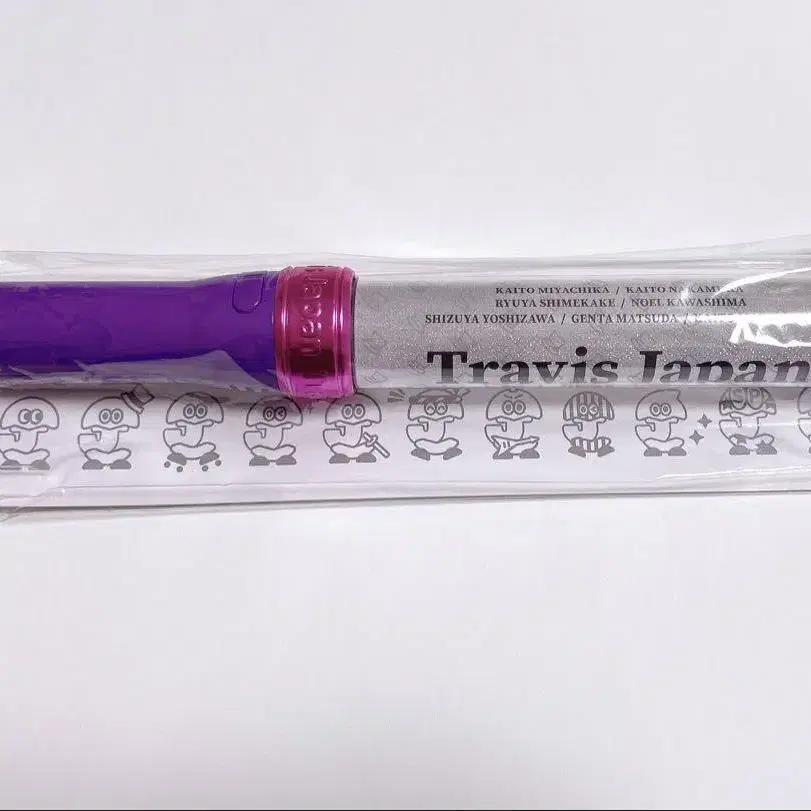 KAITO MIYACHIKA / KAITO NAKAMURA
RYUYA SHIMEKAKE / NOEL KAWASHIMA
SHIZUYA YOSHIZAWA / GENTA MATSUDA /
Travis Japan